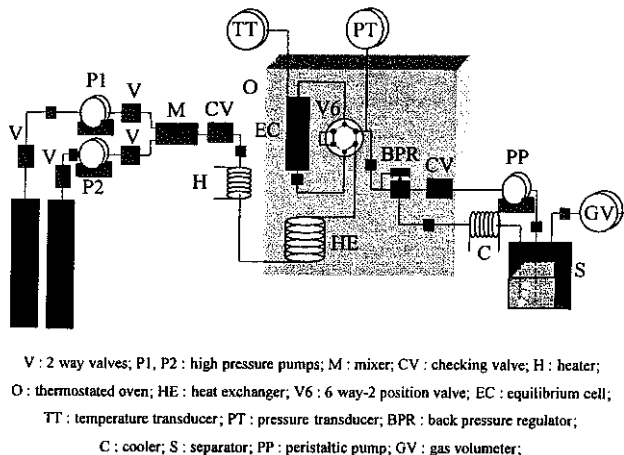 TT
PT
P1
V
O
M
CV
V6
EC
V
V
V
P2
H
BPR
CV
PP
GV
HE
C
S
V : 2 way valves; P1, P2 : high pressure pumps; M : mixer; CV : checking valve; H : heater;
O : thermostated oven; HE : heat exchanger; V6 : 6 way-2 position valve; EC : equilibrium cell;
TT : temperature transducer; PT : pressure transducer; BPR : back pressure regulator;
C : cooler; S : separator; PP : peristaltic pump; GV : gas volumeter;